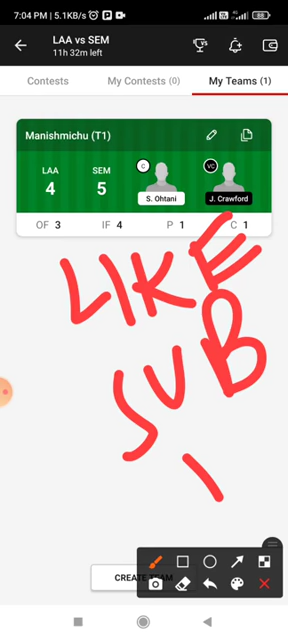 7:04 PM | 5.1KB/s
88
LAA vs SEM
11h 32m left
Contests
My Contests (0)
My Teams (1)
Manishmichu (T1)
LAA
4
SEM
5
C
S. Ohtani
VC
J. Crawford
OF 3
IF 4
P 1
C 1
LIKE
SUB
CREATE TEAM